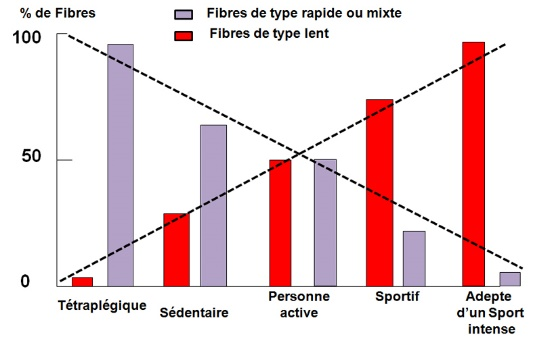 % de Fibres
Fibres de type rapide ou mixte
Fibres de type lent
100
50
0
Tétraplégique
Sédentaire
Personne
active
Sportif
Adepte
d'un Sport
intense